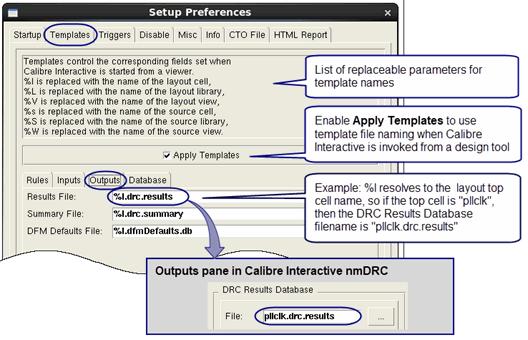 Setup Preferences
Startup Templates Triggers Disable Misc Info CTO File HTML Report
Templates control the corresponding fields set when
Calibre Interactive is started from a viewer.
%l is replaced with the name of the layout cell,
%L is replaced with the name of the layout library,
%V is replaced with the name of the layout view,
%s is replaced with the name of the source cell,
%S is replaced with the name of the source library,
%W is replaced with the name of the source view.
List of replaceable parameters for
template names
Apply Templates
Enable Apply Templates to use
template file naming when Calibre
Interactive is invoked from a design tool
Rules Inputs Outputs Database
Results File: %l.drc.results
Summary File: %l.drc.summary
DFM Defaults File: %l.dfmDefaults.db
Example: %l resolves to the layout top
cell name, so if the top cell is "pllclk",
then the DRC Results Database
filename is "pllclk.drc.results"
Outputs pane in Calibre Interactive nmDRC
DRC Results Database
File: pllclk.drc.results ...